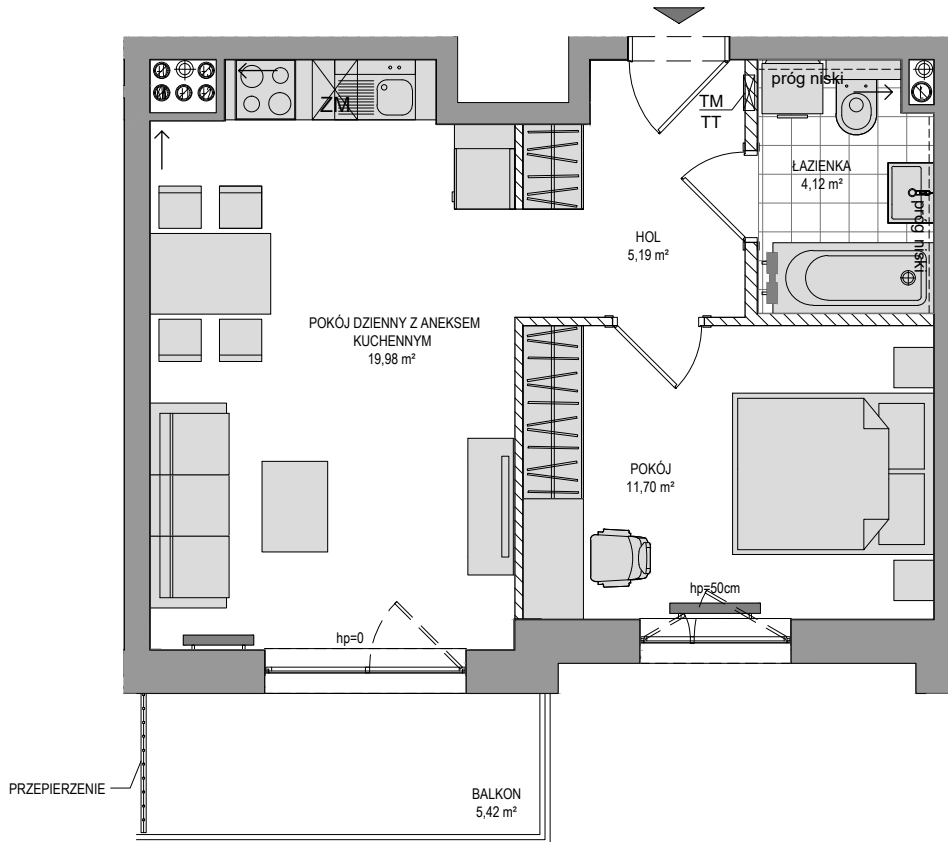 ZM
próg niski
TM
TT
ŁAZIENKA
4,12 m²
próg niski
HOL
5,19 m²
POKÓJ DZIENNY Z ANEKSEM
KUCHENNYM
19,98 m²
POKÓJ
11,70 m²
hp=50cm
hp=0
PRZEPIERZENIE
BALKON
5,42 m²